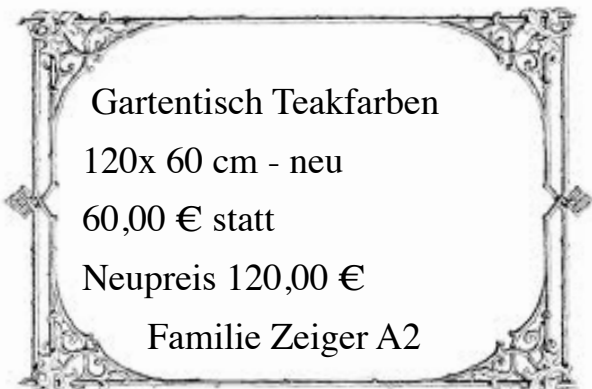 Gartentisch Teakfarben
120x 60 cm - neu
60,00 € statt
Neupreis 120,00 €
Familie Zeiger A2